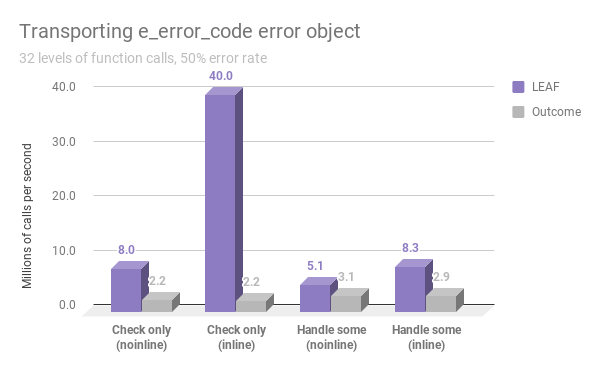 Transporting e_error_code error object
32 levels of function calls, 50% error rate
LEAF
Outcome
Millions of calls per second
40.0
30.0
20.0
10.0
0.0
8.0
2.2
40.0
2.2
5.1
3.1
8.3
2.9
Check only
(noinline)
Check only
(inline)
Handle some
(noinline)
Handle some
(inline)